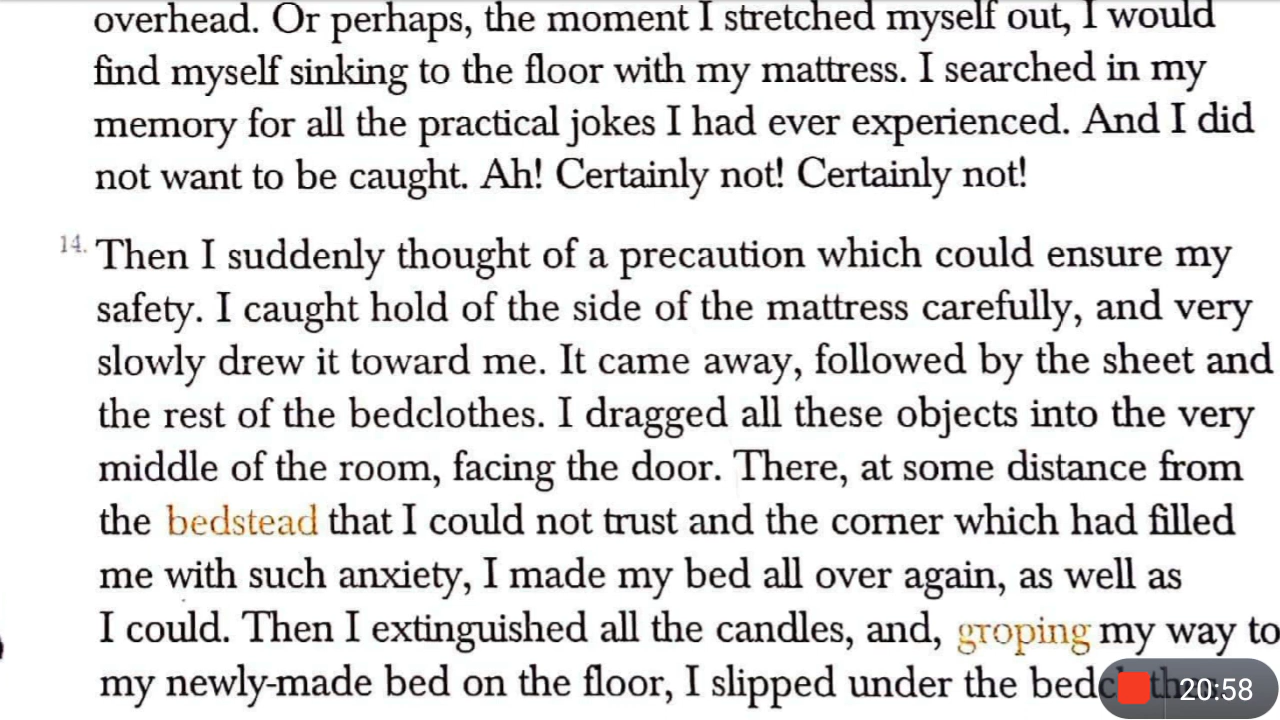 overhead. Or perhaps, the moment I stretched myself out, I would
find myself sinking to the floor with my mattress. I searched in my
memory for all the practical jokes I had ever experienced. And I did
not want to be caught. Ah! Certainly not! Certainly not!
14. Then I suddenly thought of a precaution which could ensure my
safety. I caught hold of the side of the mattress carefully, and very
slowly drew it toward me. It came away, followed by the sheet and
the rest of the bedclothes. I dragged all these objects into the very
middle of the room, facing the door. There, at some distance from
the bedstead that I could not trust and the corner which had filled
me with such anxiety, I made my bed all over again, as well as
I could. Then I extinguished all the candles, and, groping my way to
my newly-made bed on the floor, I slipped under the
20:58